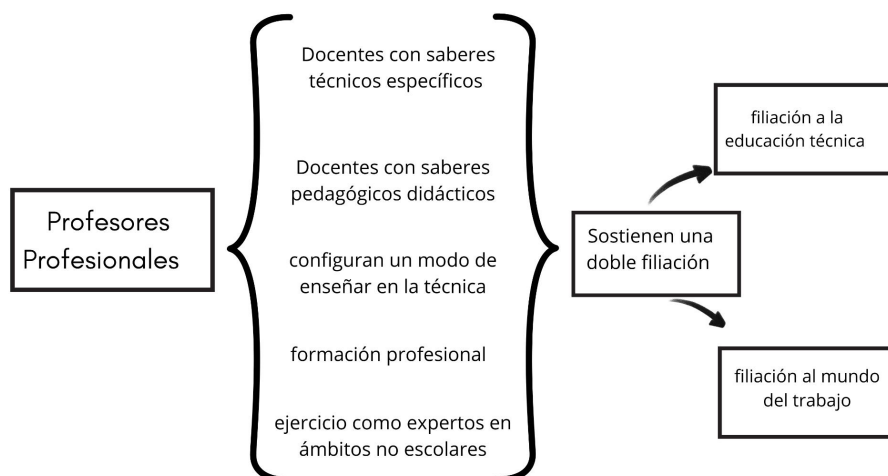 Profesores
Profesionales
Docentes con saberes
técnicos específicos
Docentes con saberes
pedagógicos didácticos
configuran un modo de
enseñar en la técnica
formación profesional
ejercicio como expertos en
ámbitos no escolares
Sostienen una
doble filiación
filiación a la
educación técnica
filiación al mundo
del trabajo